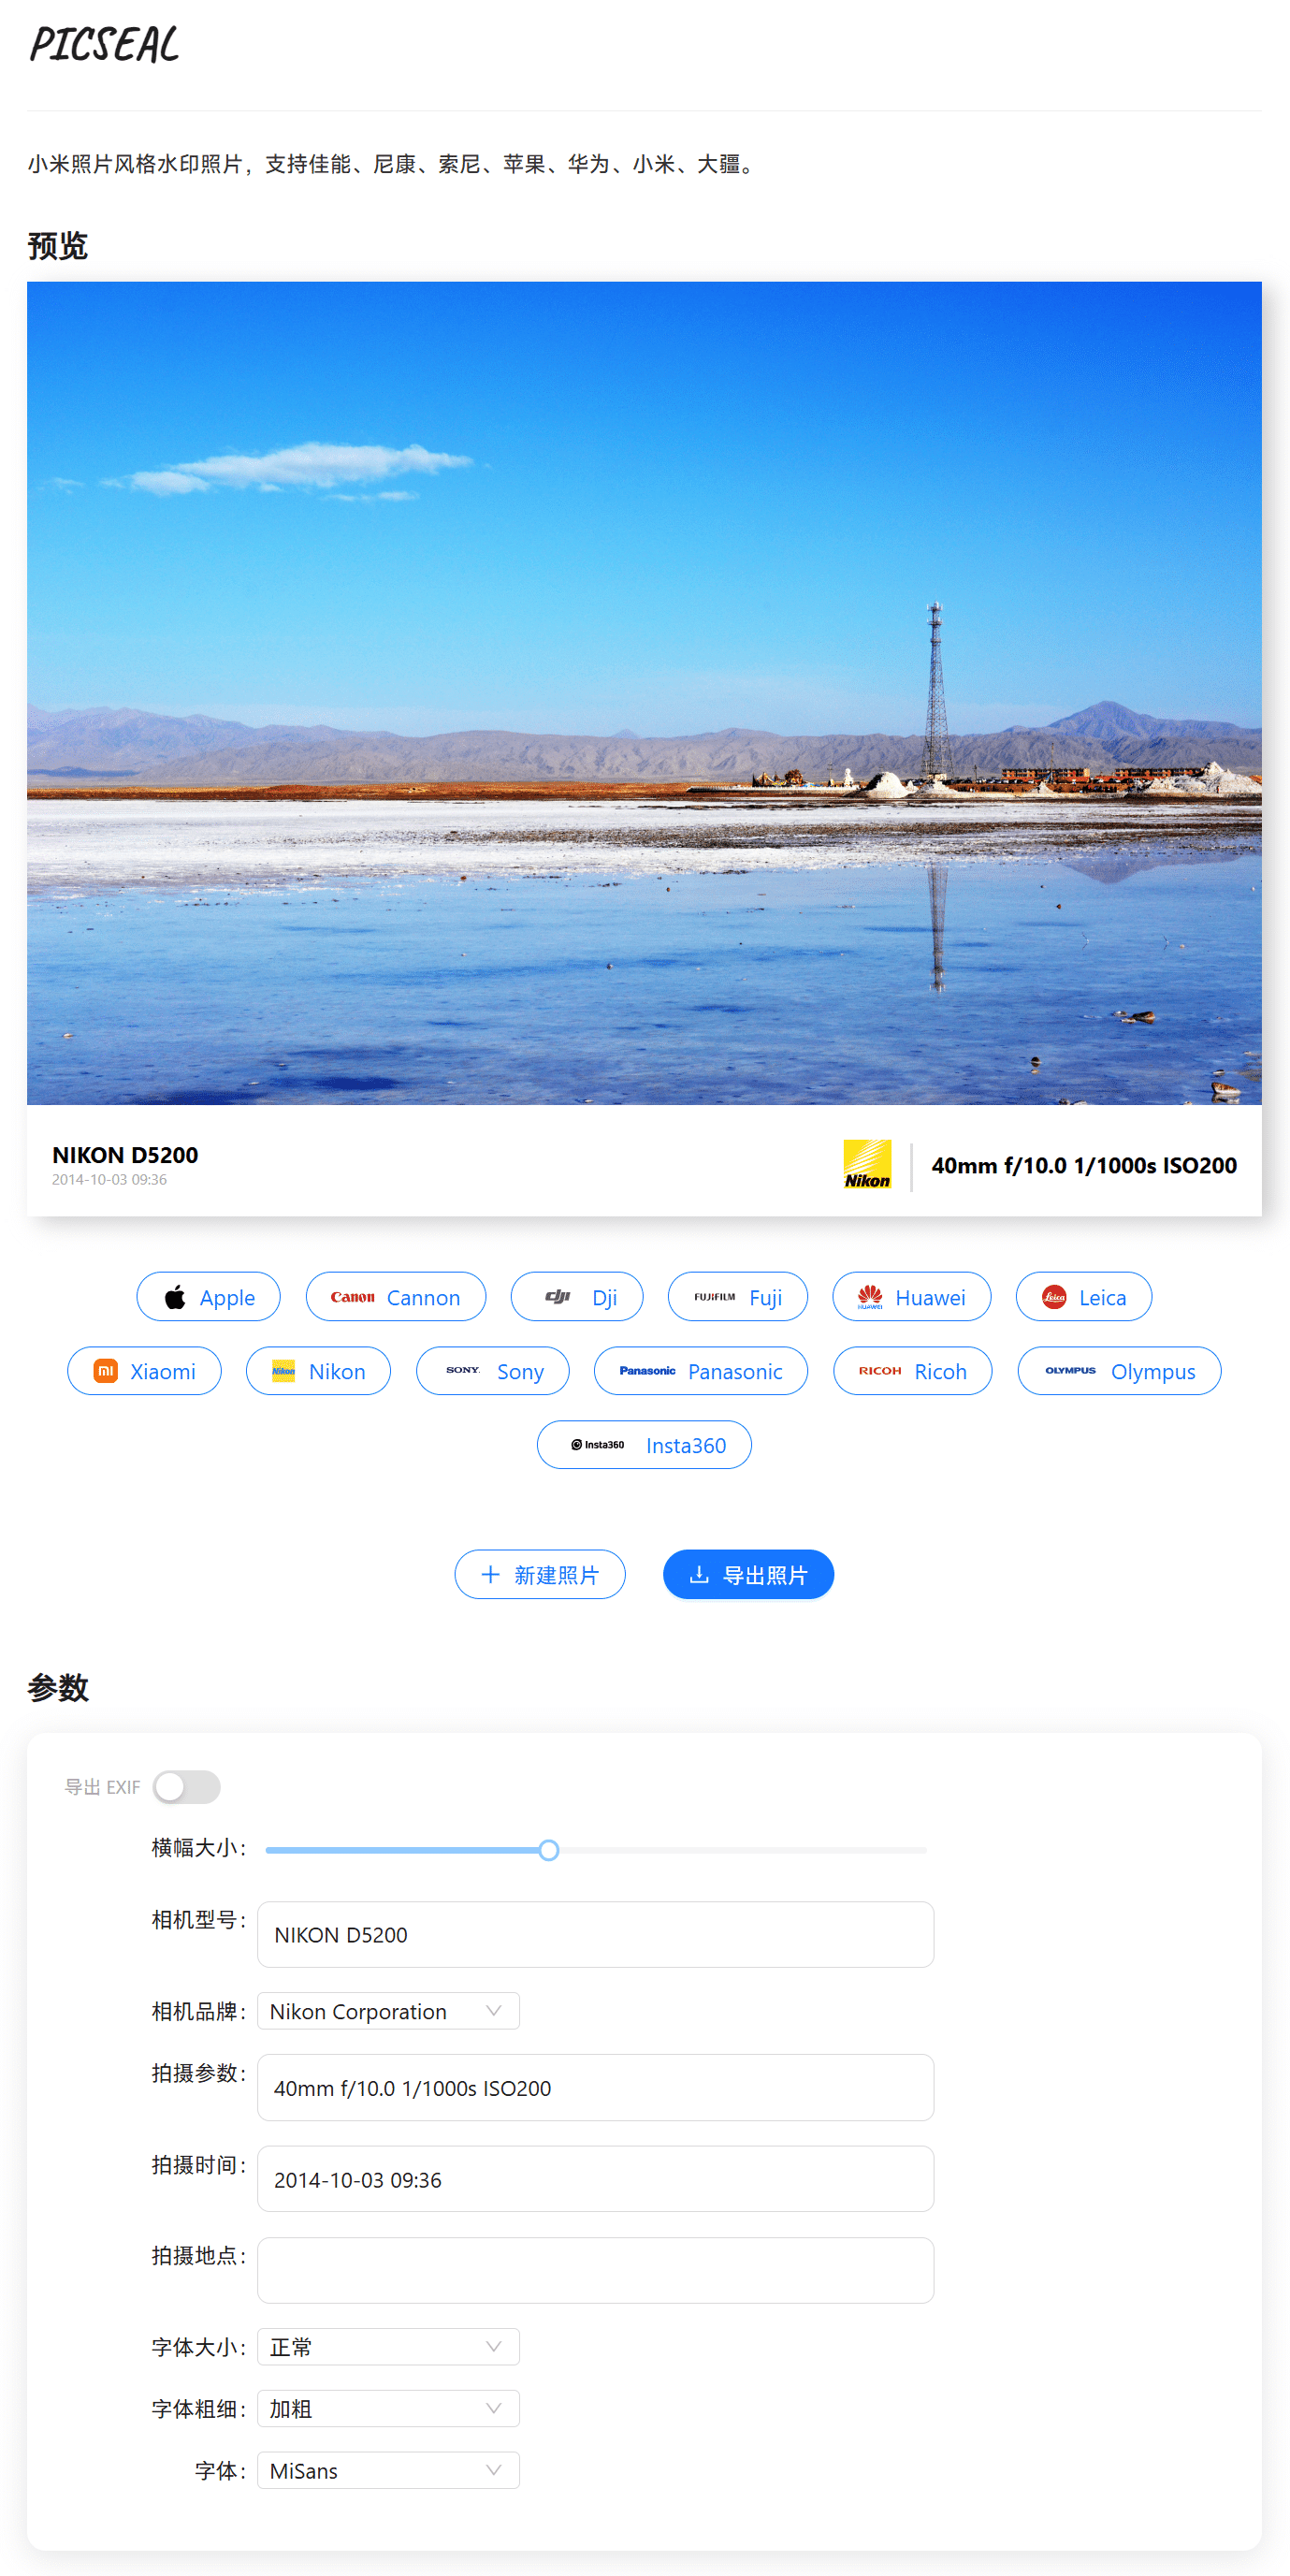 PICSEAL
小米照片风格水印照片，支持佳能、尼康、索尼、苹果、华为、小米、大疆。
预览
NIKON D5200
2014-10-03 09:36
Nikon
40mm f/10.0 1/1000s ISO200
Apple
Canon Cannon
dji Dji
FUJIFILM Fuji
HUAWEI Huawei
Leica Leica
mi Xiaomi
Nikon Nikon
SONY Sony
Panasonic Panasonic
RICOH Ricoh
OLYMPUS Olympus
Insta360 Insta360
新建照片
导出照片
参数
导出 EXIF
横幅大小：
相机型号： NIKON D5200
相机品牌： Nikon Corporation
拍摄参数： 40mm f/10.0 1/1000s ISO200
拍摄时间： 2014-10-03 09:36
拍摄地点：
字体大小： 正常
字体粗细： 加粗
字体： MiSans